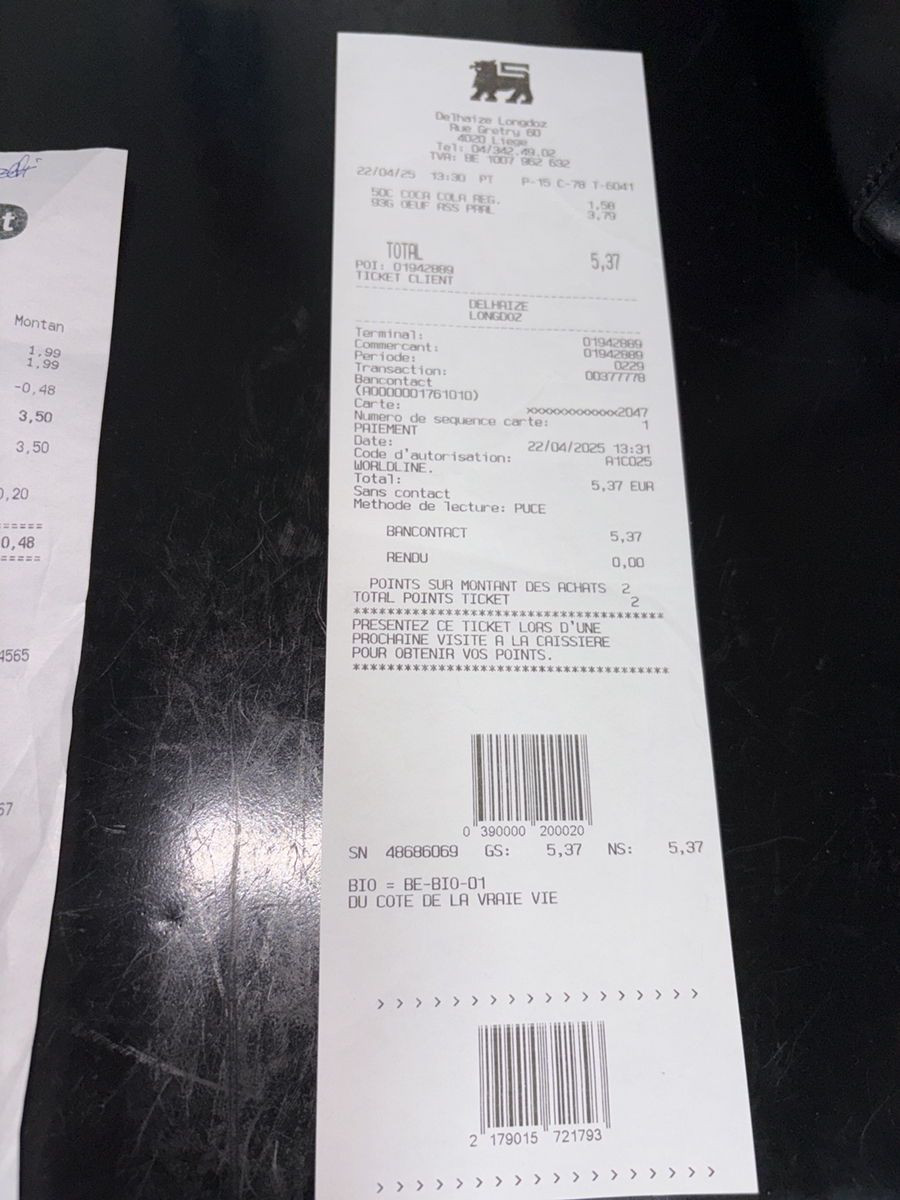 t
Montan
1,99
1,99
-0,48
3,50
3,50
0,20
======
0,48
=====
4565
57
Delhaize Longdoz
Rue Gretry 60
4020 Liege
Tel: 04/342.49.02
TVA: BE 1007 962 632
22/04/25 13:30 PT P-15 C-78 T-6041
50C COCA COLA REG. 1,58
93G OEUF ASS PARL 3,79
TOTAL 5,37
POI: 01942889
TICKET CLIENT
DELHAIZE
LONGDOZ
Terminal: 01942889
Commercant: 01942889
Periode: 0229
Transaction: 00377778
Bancontact
(A0000001761010)
Carte: xxxxxxxxxxxxx2047
Numero de sequence carte: 1
PAIEMENT
Date: 22/04/2025 13:31
Code d'autorisation: A1C025
WORLDLINE.
Total: 5,37 EUR
Sans contact
Methode de lecture: PUCE
BANCONTACT 5,37
RENDU 0,00
POINTS SUR MONTANT DES ACHATS 2
TOTAL POINTS TICKET 2
****************************************
PRESENTEZ CE TICKET LORS D'UNE
PROCHAINE VISITE A LA CAISSIERE
POUR OBTENIR VOS POINTS.
****************************************
0 390000 200020
SN 48686069 GS: 5,37 NS: 5,37
BIO = BE-BIO-01
DU COTE DE LA VRAIE VIE
> > > > > > > > > > > > > > > > > >
2 179015 721793
> > > > > > > > > > > > > > > > > > >